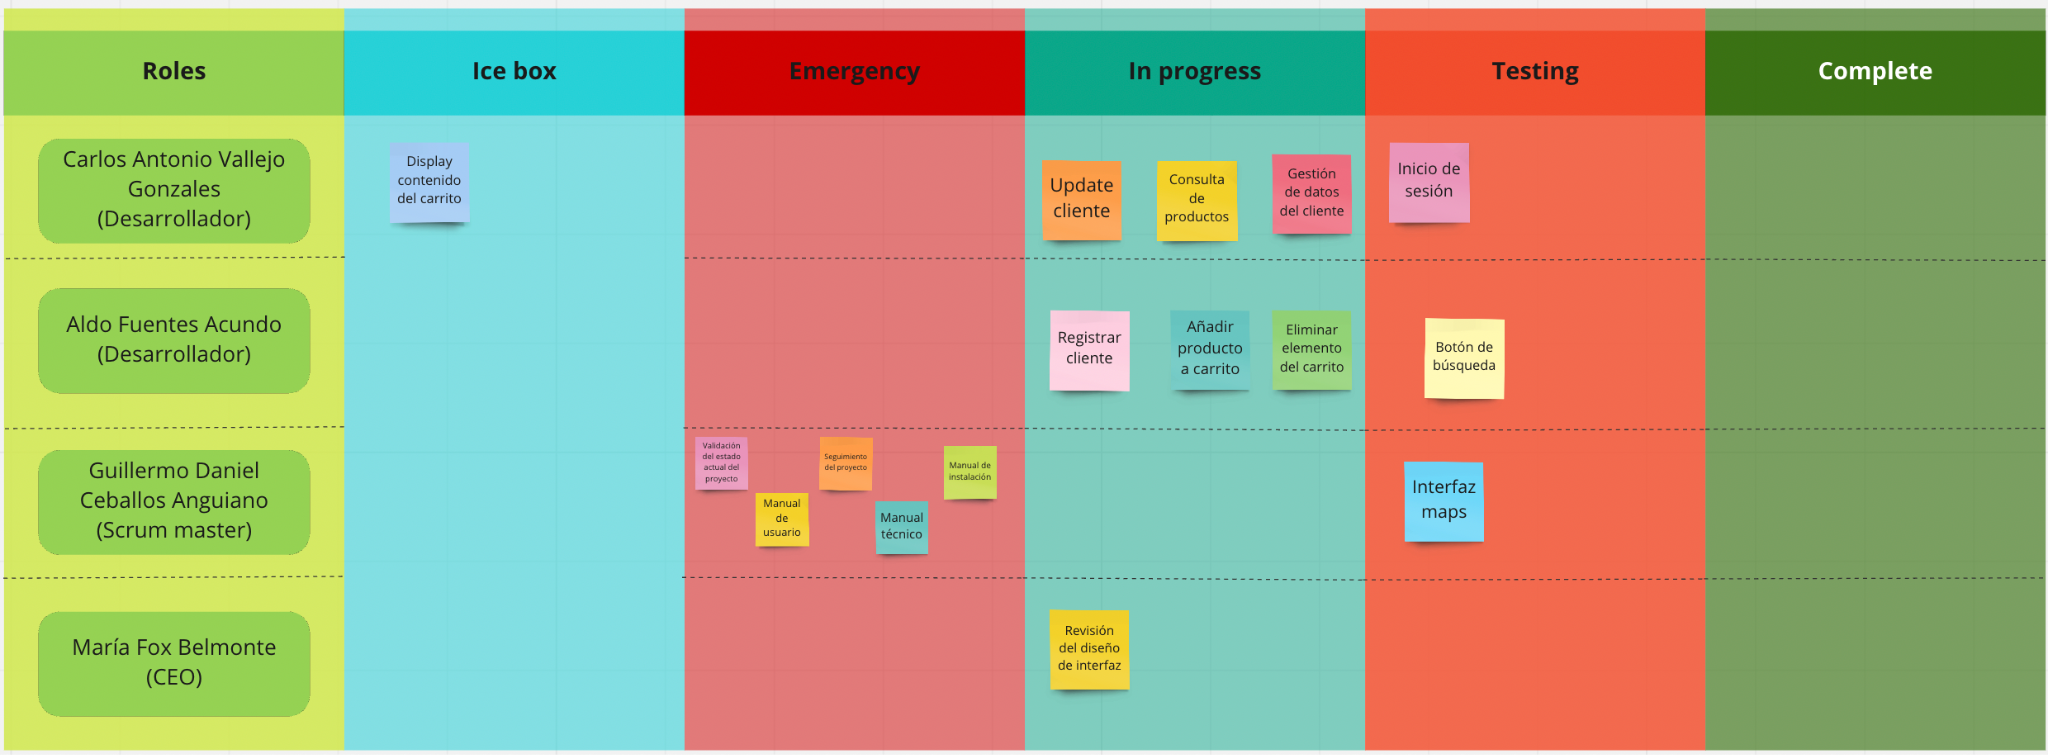 Roles
Ice box
Emergency
In progress
Testing
Complete
Carlos Antonio Vallejo
Gonzales
(Desarrollador)
Display
contenido
del carrito
Update
cliente
Consulta
de
productos
Gestión
de datos
del cliente
Inicio de
sesión
Aldo Fuentes Acundo
(Desarrollador)
Registrar
cliente
Añadir
producto
a carrito
Eliminar
elemento
del carrito
Botón de
búsqueda
Guillermo Daniel
Ceballos Anguiano
(Scrum master)
Validación
del estado
actual del
proyecto
Manual
de
usuario
Seguimiento
del proyecto
Manual
técnico
Manual de
instalación
Interfaz
maps
María Fox Belmonte
(CEO)
Revisión
del diseño
de interfaz